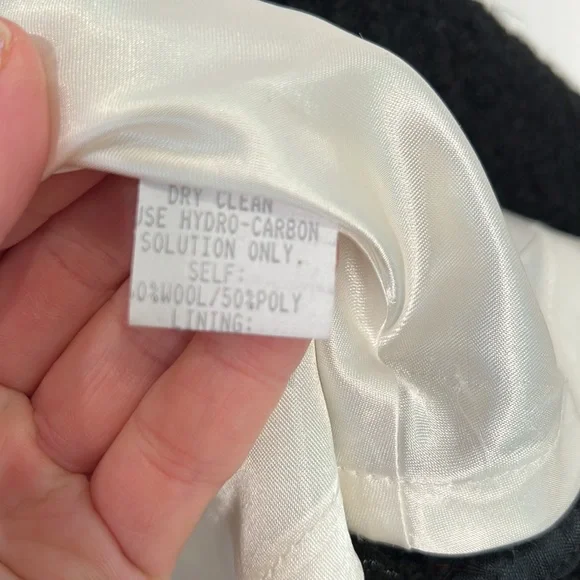 DRY CLEAN
USE HYDRO-CARBON
SOLUTION ONLY.
SELF:
0%WOOL/50%POLY
LINING: